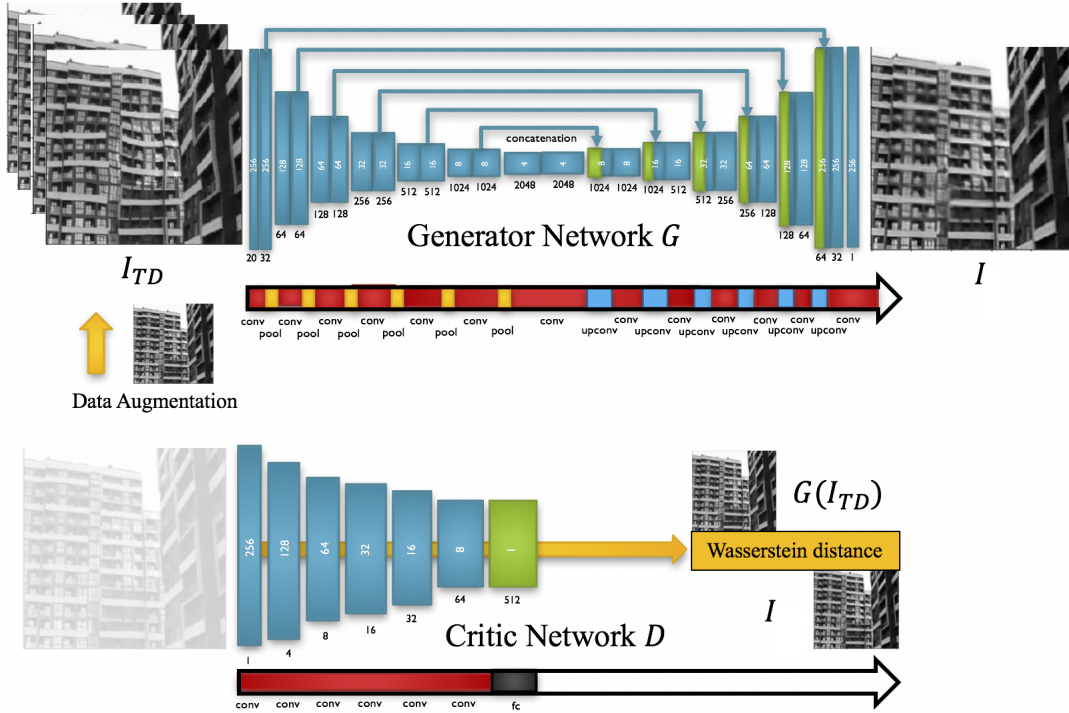 concatenation
256 256 128 128 64 64 32 32 16 16 8 8 4 4 8 8 16 16 32 32 64 64 128 128 256 256 256
20 32 64 64 128 128 256 256 512 512 1024 1024 2048 2048 1024 1024 1024 512 512 256 256 128 128 64 64 32 1
Generator Network G
I_TD
I
conv conv conv conv conv conv conv conv conv conv conv conv conv
pool pool pool pool pool pool upconv upconv upconv upconv upconv upconv
Data Augmentation
256 128 64 32 16 8 1
1 4 8 16 32 64 512
G(I_TD)
Wasserstein distance
I
Critic Network D
conv conv conv conv conv conv fc